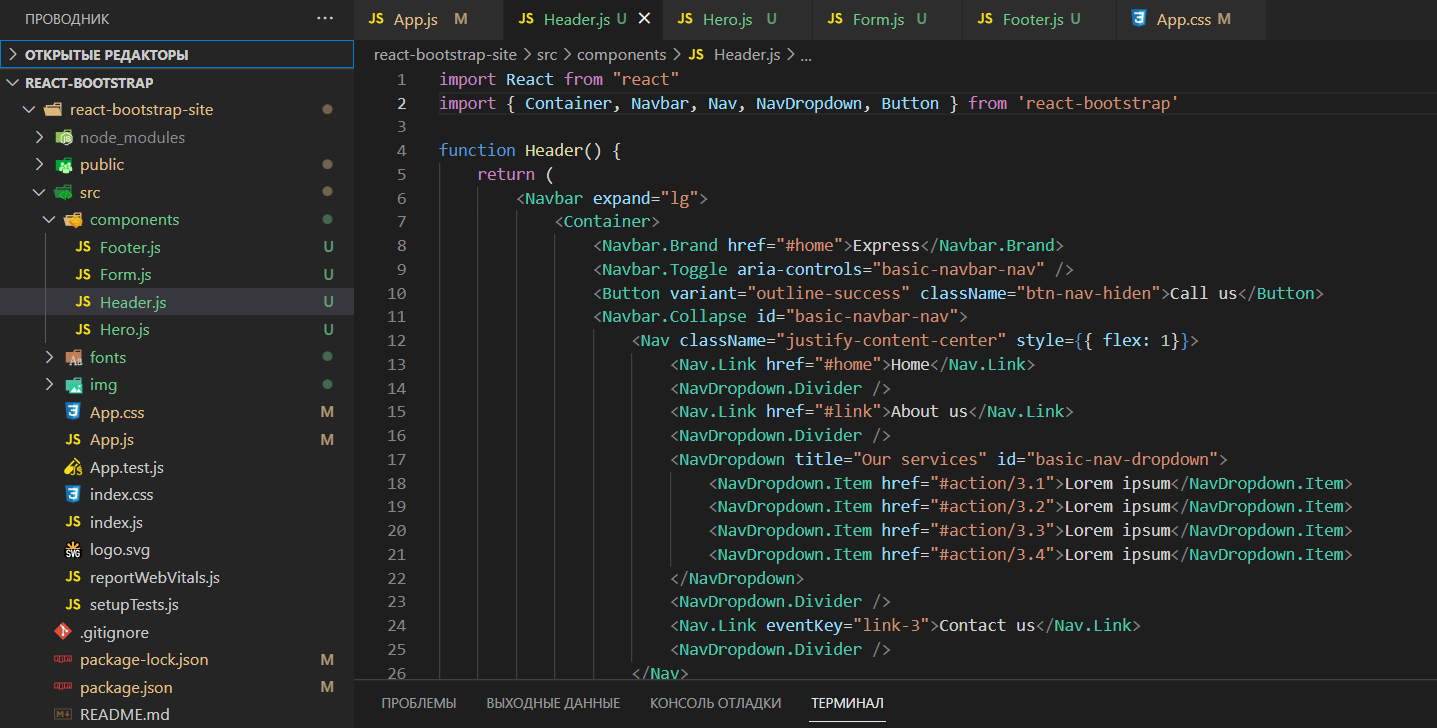 ПРОВОДНИК ...
ОТКРЫТЫЕ РЕДАКТОРЫ
REACT-BOOTSTRAP
react-bootstrap-site
node_modules
public
src
components
JS Footer.js U
JS Form.js U
JS Header.js U
JS Hero.js U
fonts
img
App.css M
JS App.js M
App.test.js
index.css
JS index.js
SVG logo.svg
JS reportWebVitals.js
JS setupTests.js
.gitignore
package-lock.json M
package.json M
README.md
JS App.js M JS Header.js U JS Hero.js U JS Form.js U JS Footer.js U App.css M
react-bootstrap-site > src > components > JS Header.js > ...
1 import React from "react"
2 import { Container, Navbar, Nav, NavDropdown, Button } from 'react-bootstrap'
3
4 function Header() {
5 return (
6 <Navbar expand="lg">
7 <Container>
8 <Navbar.Brand href="#home">Express</Navbar.Brand>
9 <Navbar.Toggle aria-controls="basic-navbar-nav" />
10 <Button variant="outline-success" className="btn-nav-hiden">Call us</Button>
11 <Navbar.Collapse id="basic-navbar-nav">
12 <Nav className="justify-content-center" style={{ flex: 1}}>
13 <Nav.Link href="#home">Home</Nav.Link>
14 <NavDropdown.Divider />
15 <Nav.Link href="#link">About us</Nav.Link>
16 <NavDropdown.Divider />
17 <NavDropdown title="Our services" id="basic-nav-dropdown">
18 <NavDropdown.Item href="#action/3.1">Lorem ipsum</NavDropdown.Item>
19 <NavDropdown.Item href="#action/3.2">Lorem ipsum</NavDropdown.Item>
20 <NavDropdown.Item href="#action/3.3">Lorem ipsum</NavDropdown.Item>
21 <NavDropdown.Item href="#action/3.4">Lorem ipsum</NavDropdown.Item>
22 </NavDropdown>
23 <NavDropdown.Divider />
24 <Nav.Link eventKey="link-3">Contact us</Nav.Link>
25 <NavDropdown.Divider />
26 </Nav>
ПРОБЛЕМЫ ВЫХОДНЫЕ ДАННЫЕ КОНСОЛЬ ОТЛАДКИ ТЕРМИНАЛ